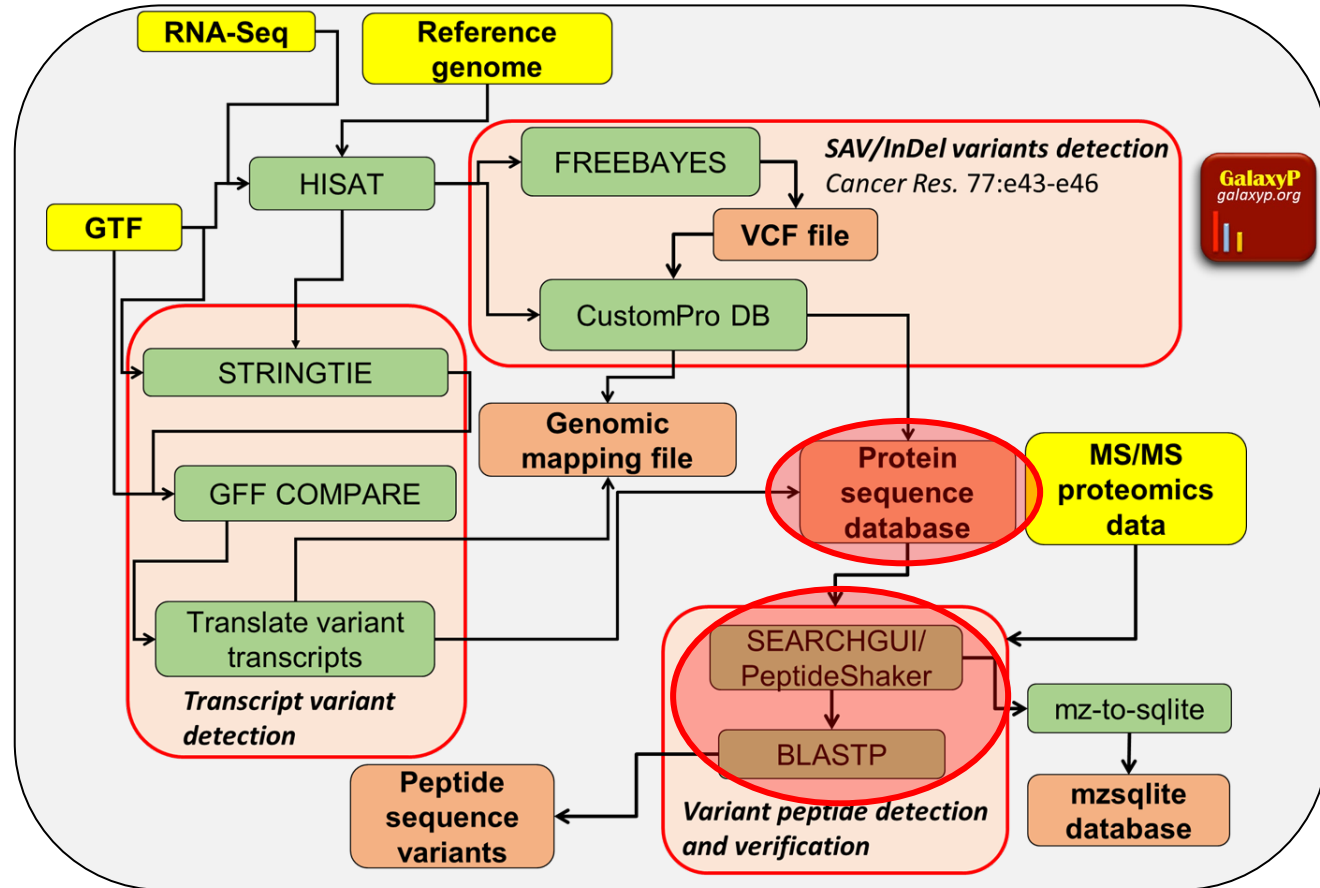 RNA-Seq
Reference
genome
HISAT
GTF
FREEBAYES
SAV/InDel variants detection
Cancer Res. 77:e43-e46
VCF file
CustomPro DB
GalaxyP
galaxyp.org
STRINGTIE
GFF COMPARE
Translate variant
transcripts
Transcript variant
detection
Genomic
mapping file
Protein
sequence
database
MS/MS
proteomics
data
SEARCHGUI/
PeptideShaker
BLASTP
Variant peptide detection
and verification
mz-to-sqlite
mzsqlite
database
Peptide
sequence
variants